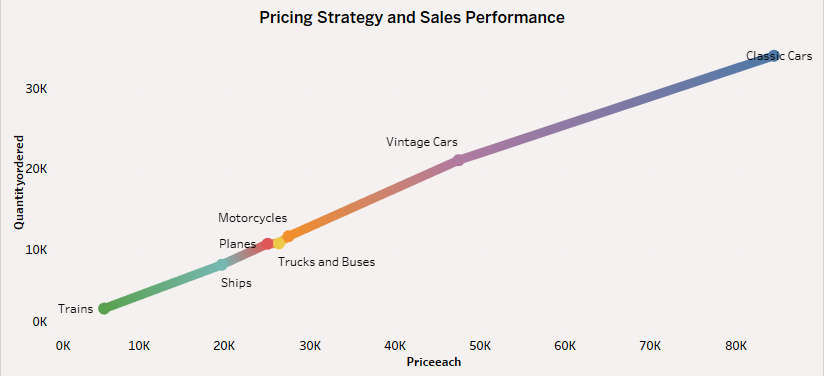 Pricing Strategy and Sales Performance
Quantityordered
30K
20K
10K
0K
Classic Cars
Vintage Cars
Motorcycles
Planes
Trucks and Buses
Ships
Trains
0K 10K 20K 30K 40K 50K 60K 70K 80K
Priceeach